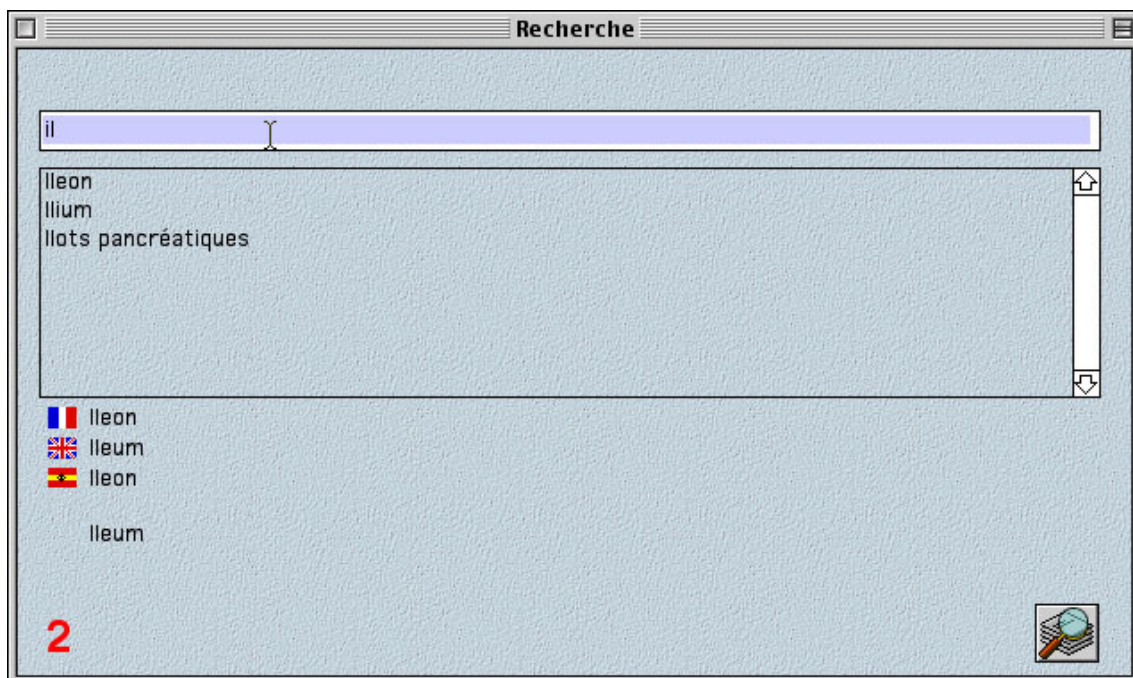 Recherche
il
Ileon
Ilium
Ilots pancréatiques
Ileon
Ileum
Ileon
Ileum
2